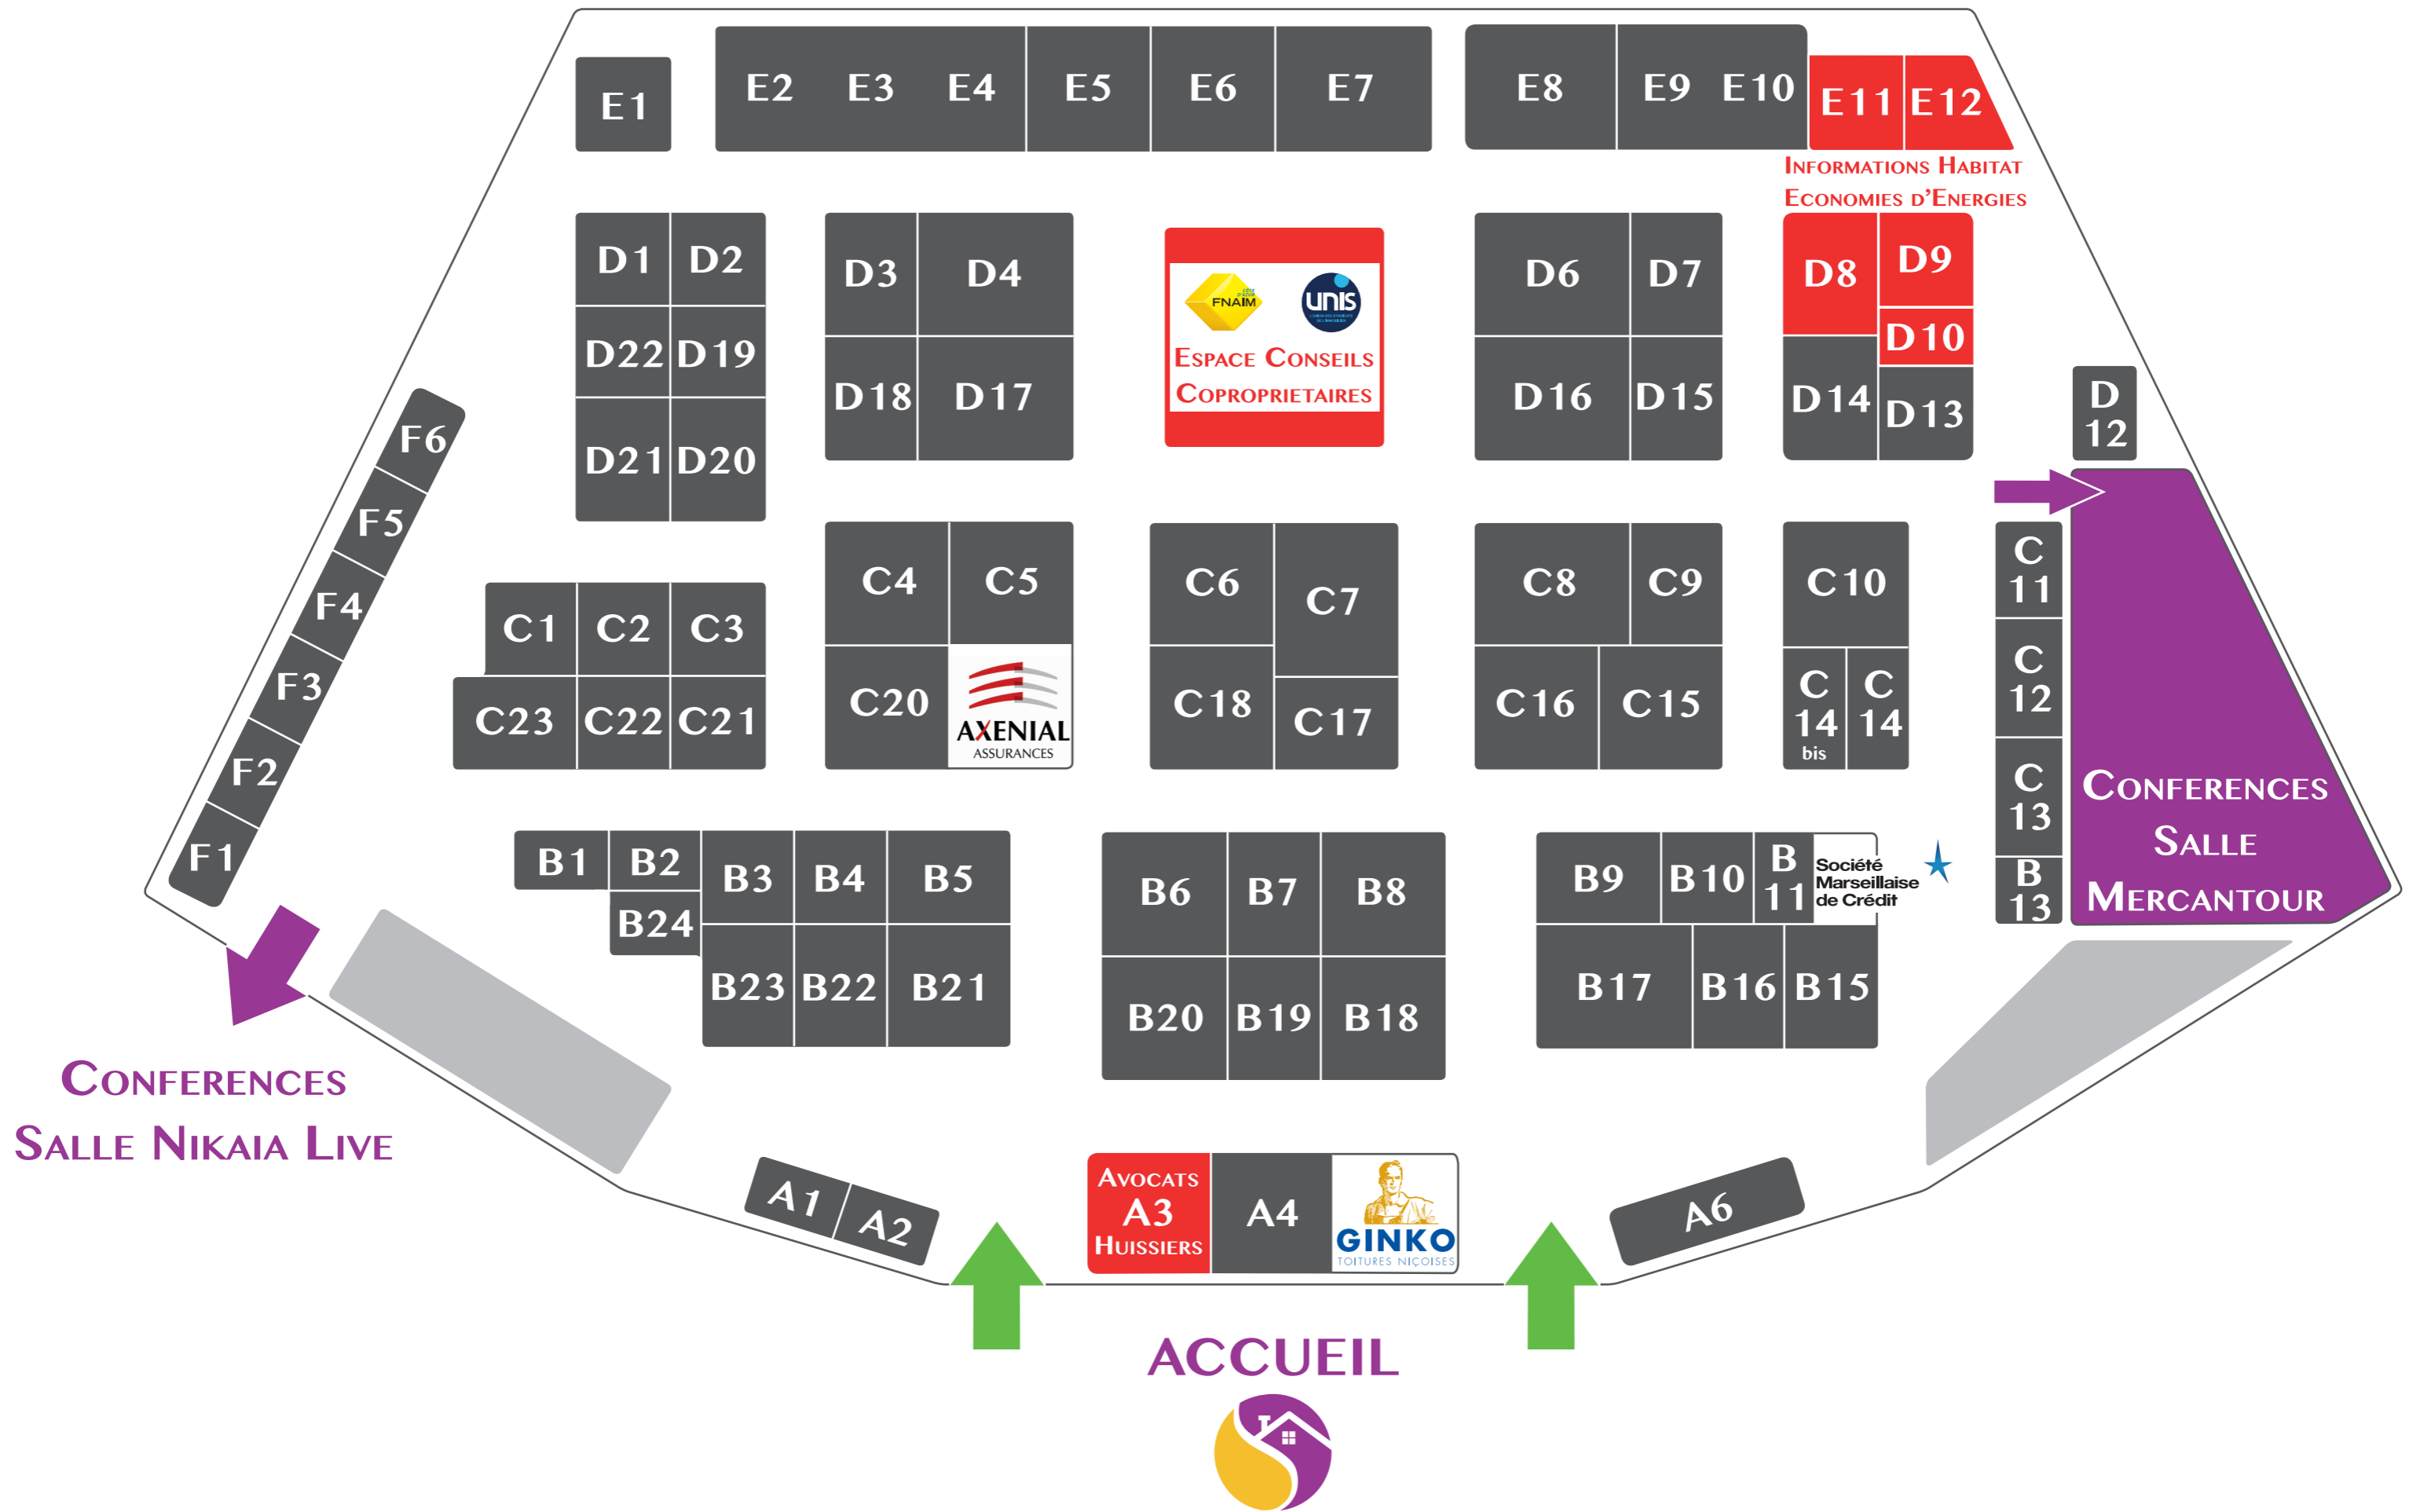 E1
E2 E3 E4 E5 E6 E7
E8 E9 E10 E11 E12
INFORMATIONS HABITAT
ECONOMIES D'ENERGIES
D1 D2
D22 D19
D21 D20
D3 D4
D18 D17
FNAIM
UNIS
ESPACE CONSEILS
COPROPRIETAIRES
D6 D7
D16 D15
D8 D9
D10
D14 D13
D
12
F6
F5
F4
F3
F2
F1
C1 C2 C3
C23 C22 C21
C4 C5
C20
AXENIAL
ASSURANCES
C6 C7
C18 C17
C8 C9
C16 C15
C10
C
14
bis
C
14
C
11
C
12
C
13
B
13
CONFERENCES
SALLE
MERCANTOUR
B1 B2 B3 B4 B5
B24
B23 B22 B21
B6 B7 B8
B20 B19 B18
B9 B10
B
11
Société
Marseillaise
de Crédit
B17 B16 B15
CONFERENCES
SALLE NIKAIA LIVE
A1 A2
AVOCATS
A3
HUISSIERS
A4
GINKO
TOITURES NIÇOISES
A6
ACCUEIL